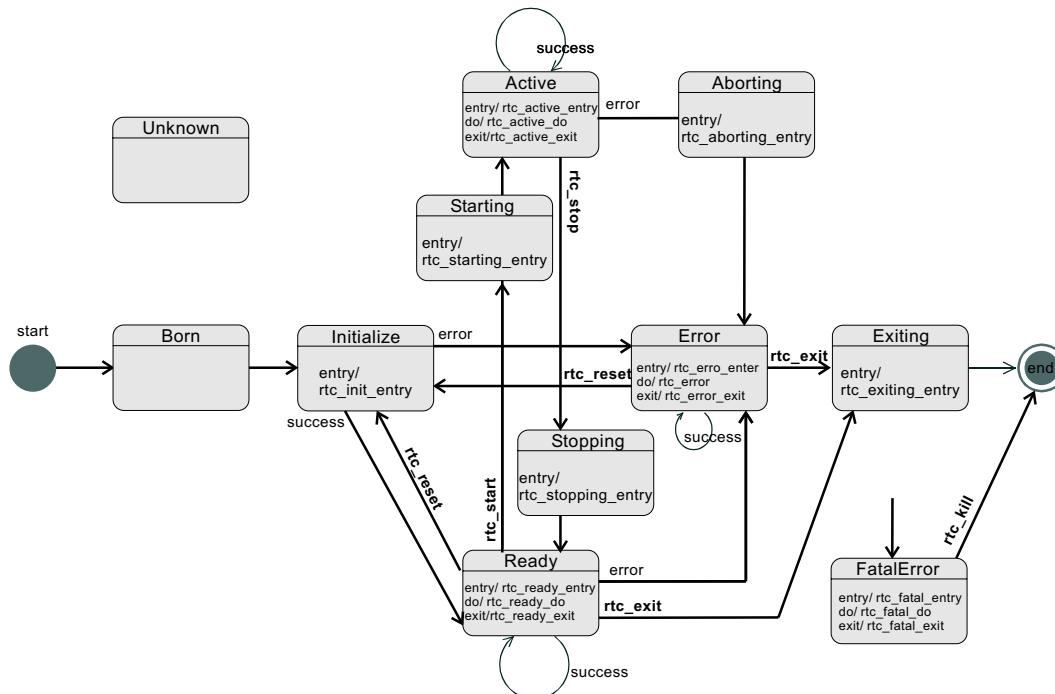 success
Active
entry/ rtc_active_entry
do/ rtc_active_do
exit/rtc_active_exit
error
Aborting
entry/
rtc_aborting_entry
Unknown
rtc_stop
Starting
entry/
rtc_starting_entry
start
Born
Initialize
entry/
rtc_init_entry
error
Error
entry/ rtc_erro_enter
do/ rtc_error
exit/ rtc_error_exit
rtc_exit
Exiting
entry/
rtc_exiting_entry
end
rtc_reset
success
success
Stopping
entry/
rtc_stopping_entry
rtc_reset
rtc_start
rtc_kill
Ready
entry/ rtc_ready_entry
do/ rtc_ready_do
exit/rtc_ready_exit
error
rtc_exit
FatalError
entry/ rtc_fatal_entry
do/ rtc_fatal_do
exit/ rtc_fatal_exit
success